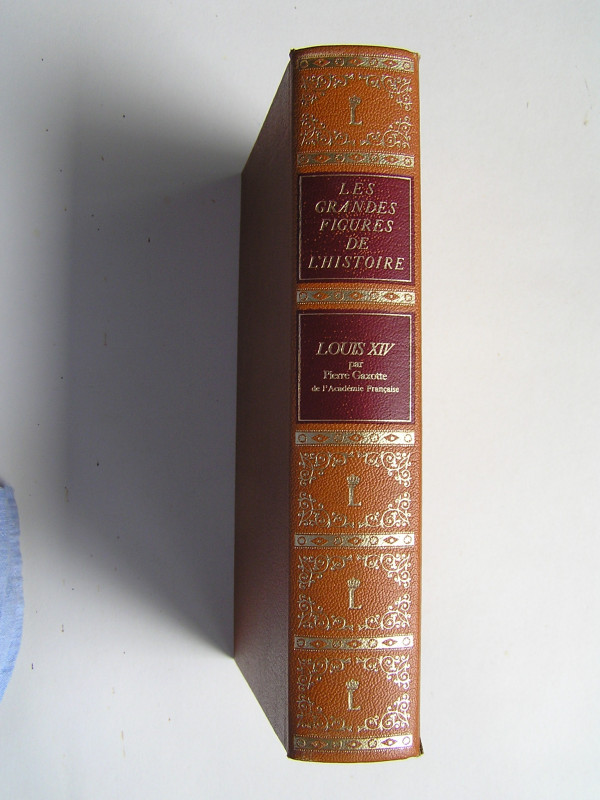 L
LES
GRANDES
FIGURES
DE
L'HISTOIRE
LOUIS XIV
par
Pierre Gaxotte
de l'Académie Française
L
L
L